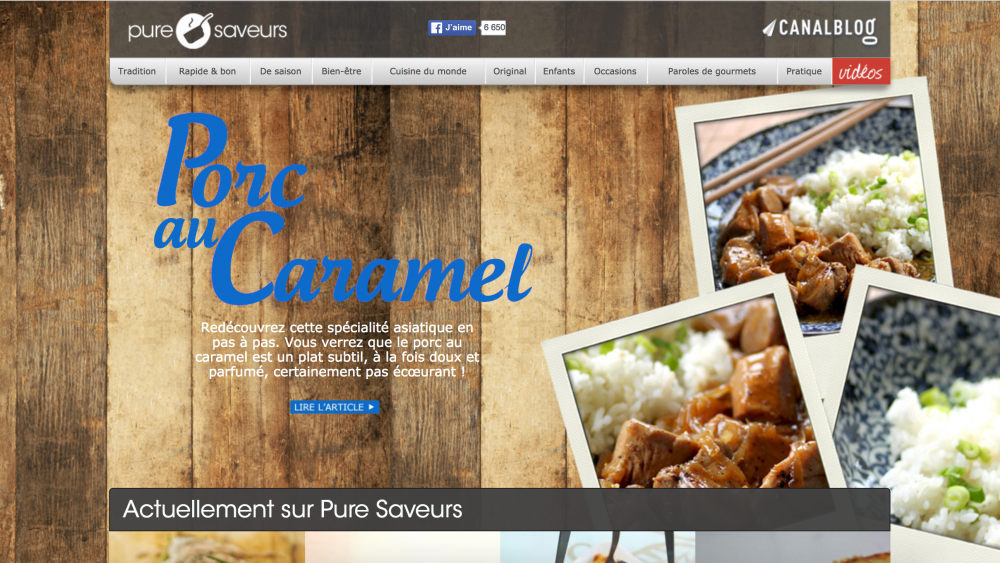 pure saveurs
J'aime 6 650
CANALBLOG
Tradition Rapide & bon De saison Bien-être Cuisine du monde Original Enfants Occasions Paroles de gourmets Pratique vidéos
Porc
au
Caramel
Redécouvrez cette spécialité asiatique en
pas à pas. Vous verrez que le porc au
caramel est un plat subtil, à la fois doux et
parfumé, certainement pas écœurant !
LIRE L'ARTICLE
Actuellement sur Pure Saveurs